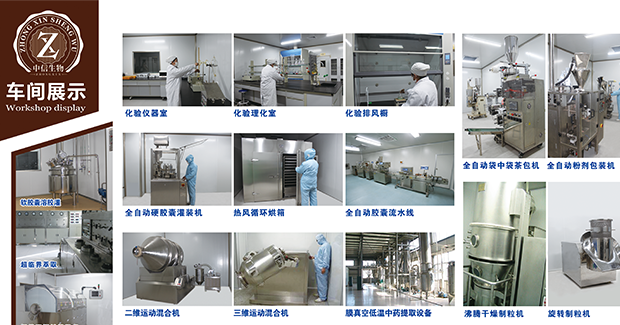 ZHONG XIN SHENG WU
Z
中信生物
车间展示
Workshop display
软胶囊溶胶灌
超临界萃取
化验仪器室
化验理化室
化验排风橱
全自动袋中袋茶包机
全自动粉剂包装机
全自动硬胶囊灌装机
热风循环烘箱
全自动胶囊流水线
二维运动混合机
三维运动混合机
膜真空低温中药提取设备
沸腾干燥制粒机
旋转制粒机